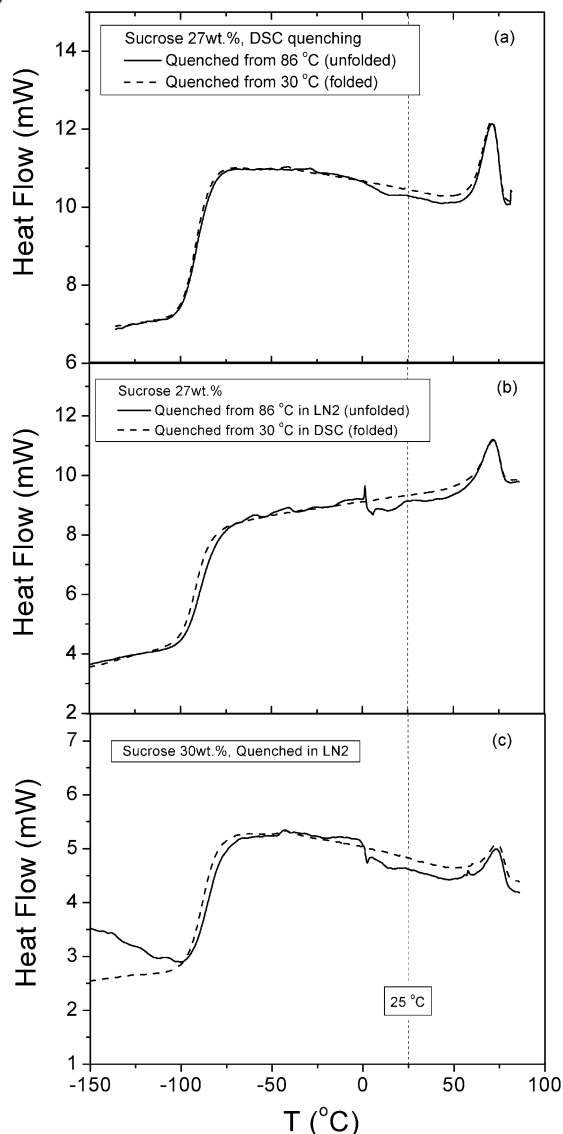 15
Sucrose 27wt.%, DSC quenching
(a)
Quenched from 86 °C (unfolded)
Quenched from 30 °C (folded)
12
Heat Flow (mW)
9
6
Sucrose 27wt.%
(b)
Quenched from 86 °C in LN2 (unfolded)
Quenched from 30 °C in DSC (folded)
12
10
8
6
4
2
Heat Flow (mW)
7
(c)
Sucrose 30wt.%, Quenched in LN2
6
5
4
3
2
1
Heat Flow (mW)
25 °C
-150 -100 -50 0 50 100
T (°C)